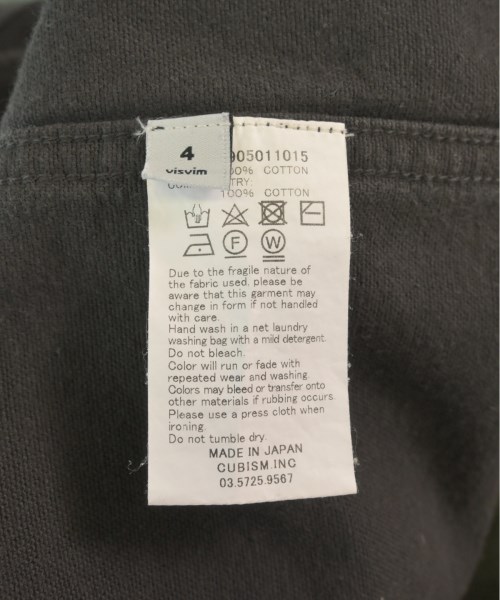 4
visvim
905011015
100% COTTON
TRY
100% COTTON
F
W
Due to the fragile nature of
the fabric used, please be
aware that this garment may
change in form if not handled
with care.
Hand wash in a net laundry
washing bag with a mild detergent.
Do not bleach.
Color will run or fade with
repeated wear and washing.
Colors may bleed or transfer onto
other materials if rubbing occurs.
Please use a press cloth when
ironing.
Do not tumble dry.
MADE IN JAPAN
CUBISM.INC
03.5725.9567